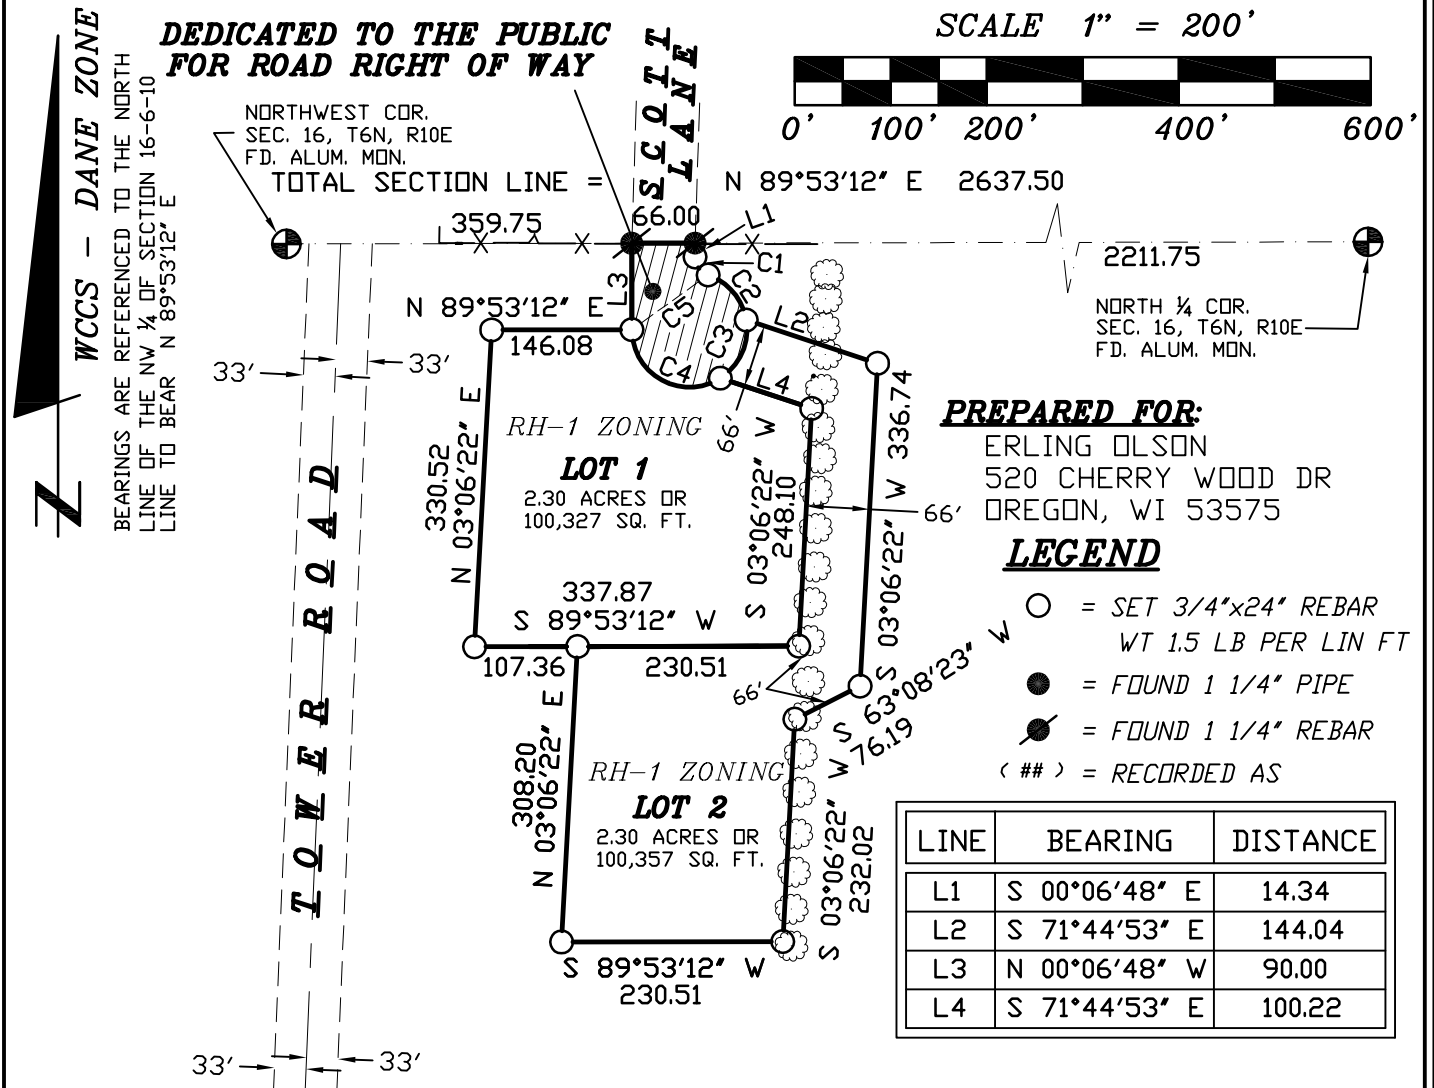 SCALE 1" = 200'
0' 100' 200' 400' 600'
DEDICATED TO THE PUBLIC
FOR ROAD RIGHT OF WAY
SCOTT
LANE
WCCS - DANE ZONE
BEARINGS ARE REFERENCED TO THE NORTH
LINE OF THE NW ¼ OF SECTION 16-6-10
LINE TO BEAR N 89°53'12" E
N
NORTHWEST COR.
SEC. 16, T6N, R10E
FD. ALUM. MON.
TOTAL SECTION LINE = N 89°53'12" E 2637.50
359.75
66.00
L1
C1
2211.75
NORTH ¼ COR.
SEC. 16, T6N, R10E
FD. ALUM. MON.
N 89°53'12" E
146.08
L3
C5
C2
C3
C4
L2
L4
66'
33'
33'
330.52
N 03°06'22" E
RH-1 ZONING
LOT 1
2.30 ACRES OR
100,327 SQ. FT.
S 03°06'22" W
248.10
S 03°06'22" W 336.74
66'
337.87
S 89°53'12" W
107.36
230.51
66'
S 63°08'23" W
76.19
TOWER ROAD
308.20
N 03°06'22" E
RH-1 ZONING
LOT 2
2.30 ACRES OR
100,357 SQ. FT.
S 03°06'22" W
232.02
S 89°53'12" W
230.51
33'
33'
PREPARED FOR:
ERLING OLSON
520 CHERRY WOOD DR
OREGON, WI 53575
LEGEND
= SET 3/4"x24" REBAR
WT 1.5 LB PER LIN FT
= FOUND 1 1/4" PIPE
= FOUND 1 1/4" REBAR
( ## ) = RECORDED AS
LINE BEARING DISTANCE
L1 S 00°06'48" E 14.34
L2 S 71°44'53" E 144.04
L3 N 00°06'48" W 90.00
L4 S 71°44'53" E 100.22